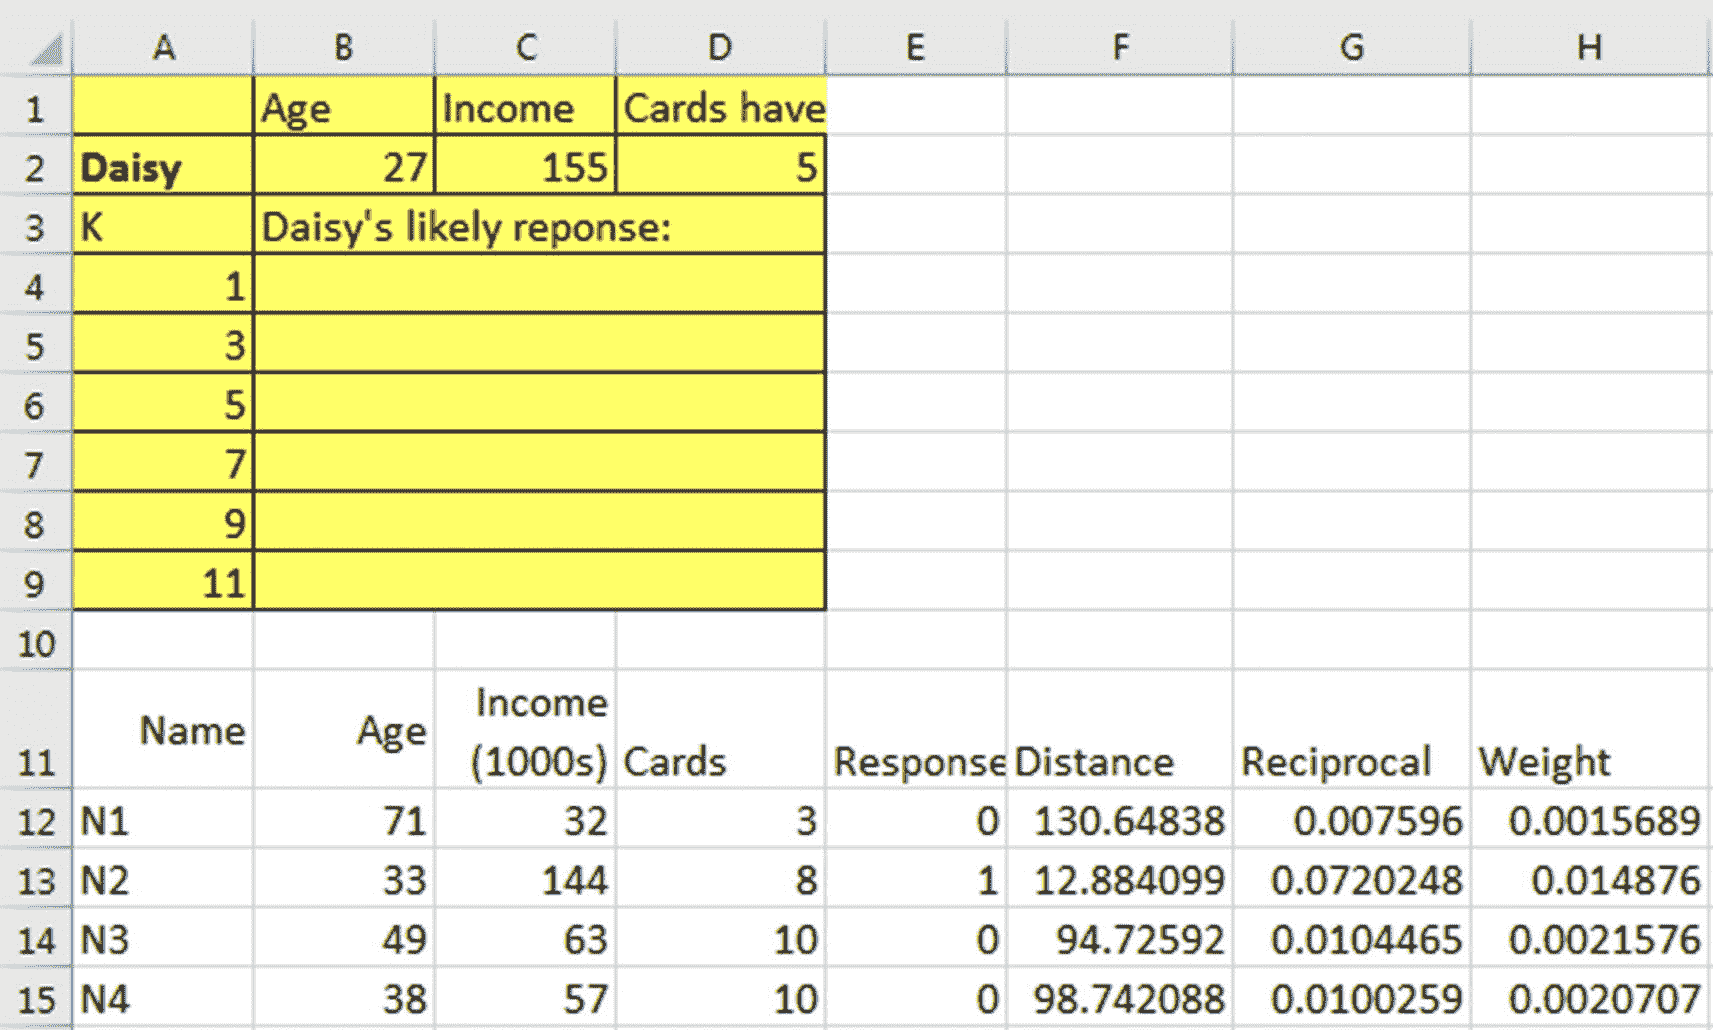 A B C D E F G H
1 Age Income Cards have
2 Daisy 27 155 5
3 K Daisy's likely reponse:
4 1
5 3
6 5
7 7
8 9
9 11
10
11 Name Age Income (1000s) Cards Response Distance Reciprocal Weight
12 N1 71 32 3 0 130.64838 0.007596 0.0015689
13 N2 33 144 8 1 12.884099 0.0720248 0.014876
14 N3 49 63 10 0 94.72592 0.0104465 0.0021576
15 N4 38 57 10 0 98.742088 0.0100259 0.0020707